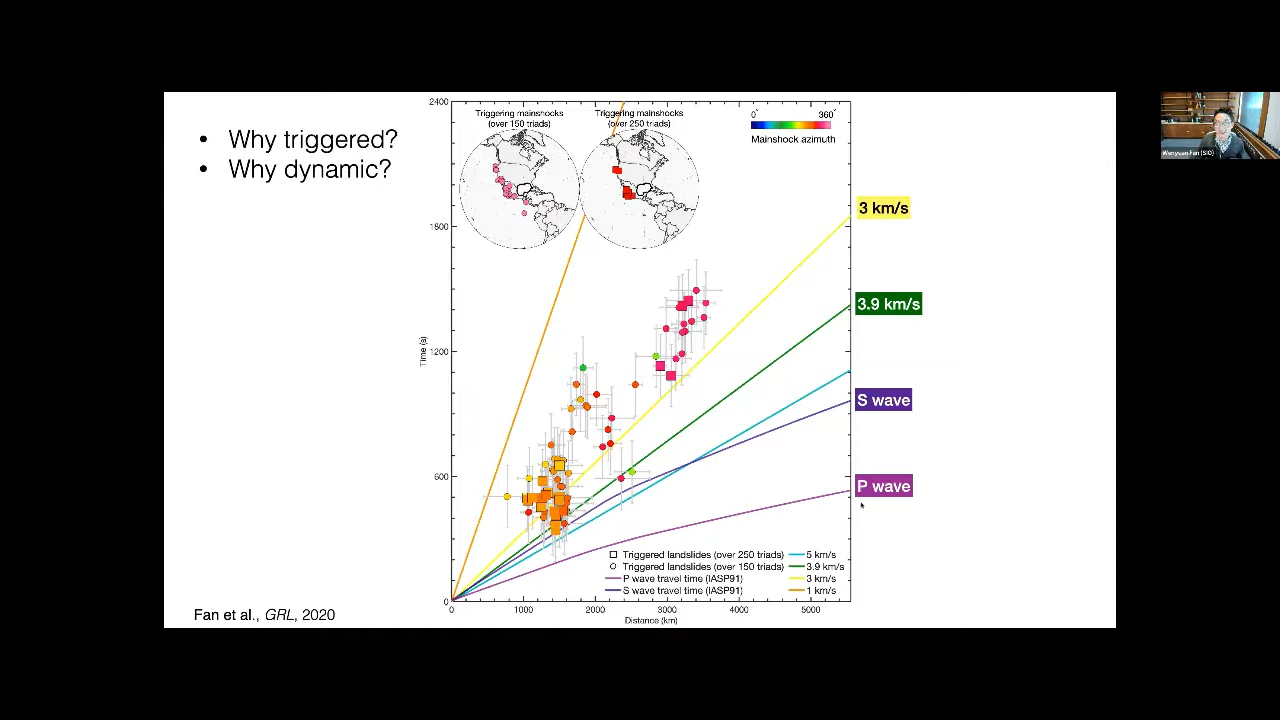 • Why triggered?
• Why dynamic?
Triggering mainshocks
(over 150 triads)
Triggering mainshocks
(over 250 triads)
0° 360°
Mainshock azimuth
2400
1800
1200
600
0
Time (s)
3 km/s
3.9 km/s
S wave
P wave
Triggered landslides (over 250 triads)
Triggered landslides (over 150 triads)
P wave travel time (IASP91)
S wave travel time (IASP91)
5 km/s
3.9 km/s
3 km/s
1 km/s
0 1000 2000 3000 4000 5000
Distance (km)
Fan et al., GRL, 2020
Wenyuan Fan (SIO)